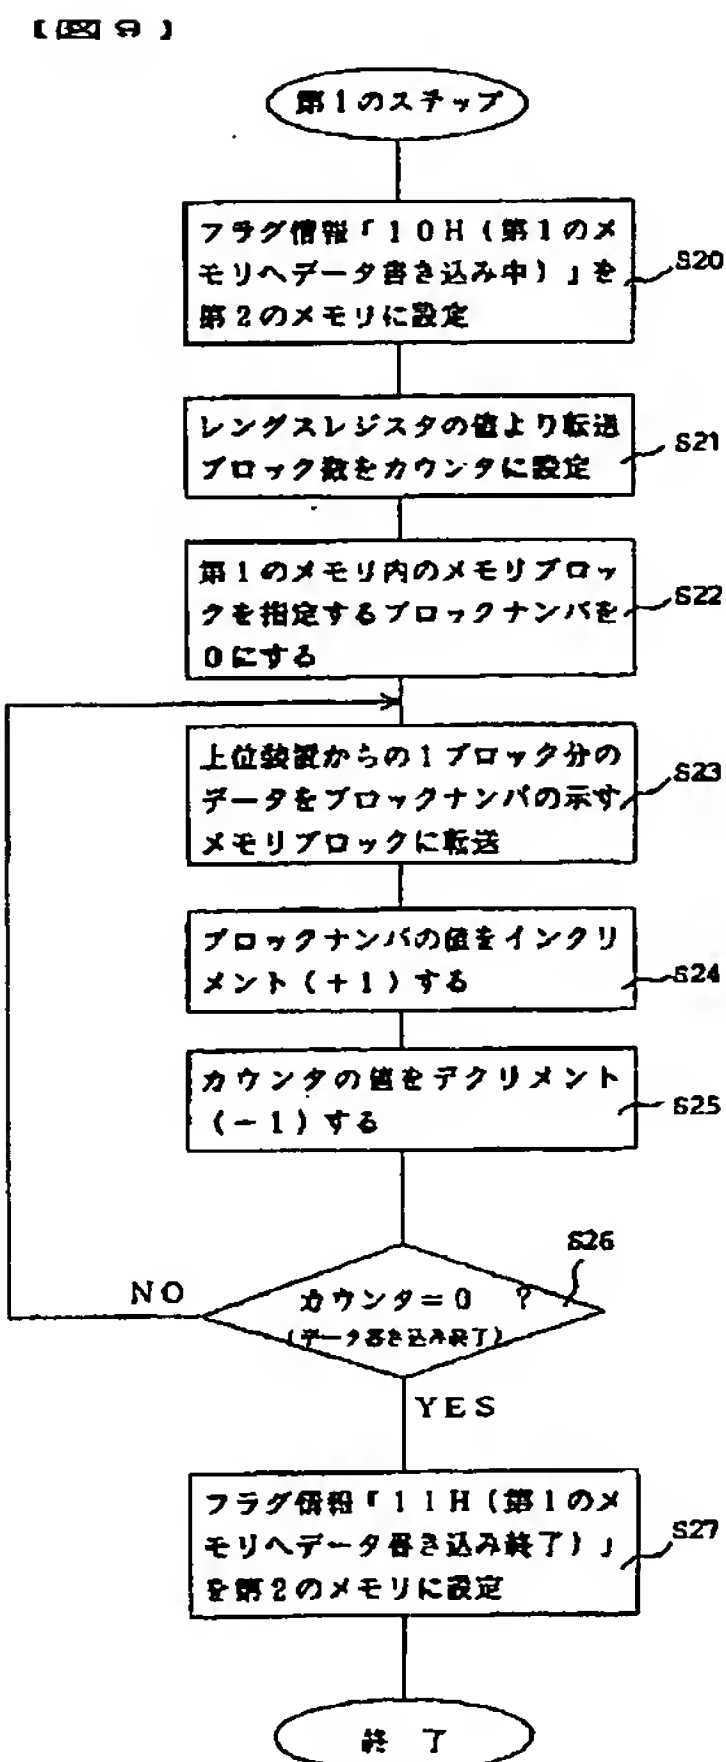 【図9】
第1のステップ
フラグ情報「10H(第1のメ
モリへデータ書き込み中)」を
第2のメモリに設定
S20
レングスレジスタの値より転送
ブロック数をカウンタに設定
S21
第1のメモリ内のメモリブロッ
クを指定するブロックナンバを
0にする
S22
上位装置からの1ブロック分の
データをブロックナンバの示す
メモリブロックに転送
S23
ブロックナンバの値をインクリ
メント(+1)する
S24
カウンタの値をデクリメント
(-1)する
S25
S26
NO
カウンタ=0 ?
(データ書き込み終了)
YES
フラグ情報「11H(第1のメ
モリへデータ書き込み終了)」
を第2のメモリに設定
S27
終了